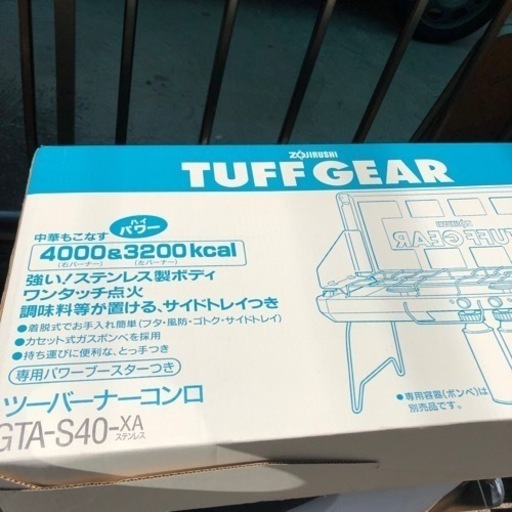 ZOJIRUSHI
TUFF GEAR
中華もこなす ハイパワー
4000&3200kcal
(右バーナー) (左バーナー)
強い!ステンレス製ボディ
ワンタッチ点火
調味料等が置ける、サイドトレイつき
●着脱式でお手入れ簡単(フタ・風防・ゴトク・サイドトレイ)
●カセット式ガスボンベを採用
●持ち運びに便利な、とっ手つき
専用パワーブースターつき
ツーバーナーコンロ
GTA-S40-XA
ステンレス
TUFF GEAR
●専用容器(ボンベ)は
別売品です。